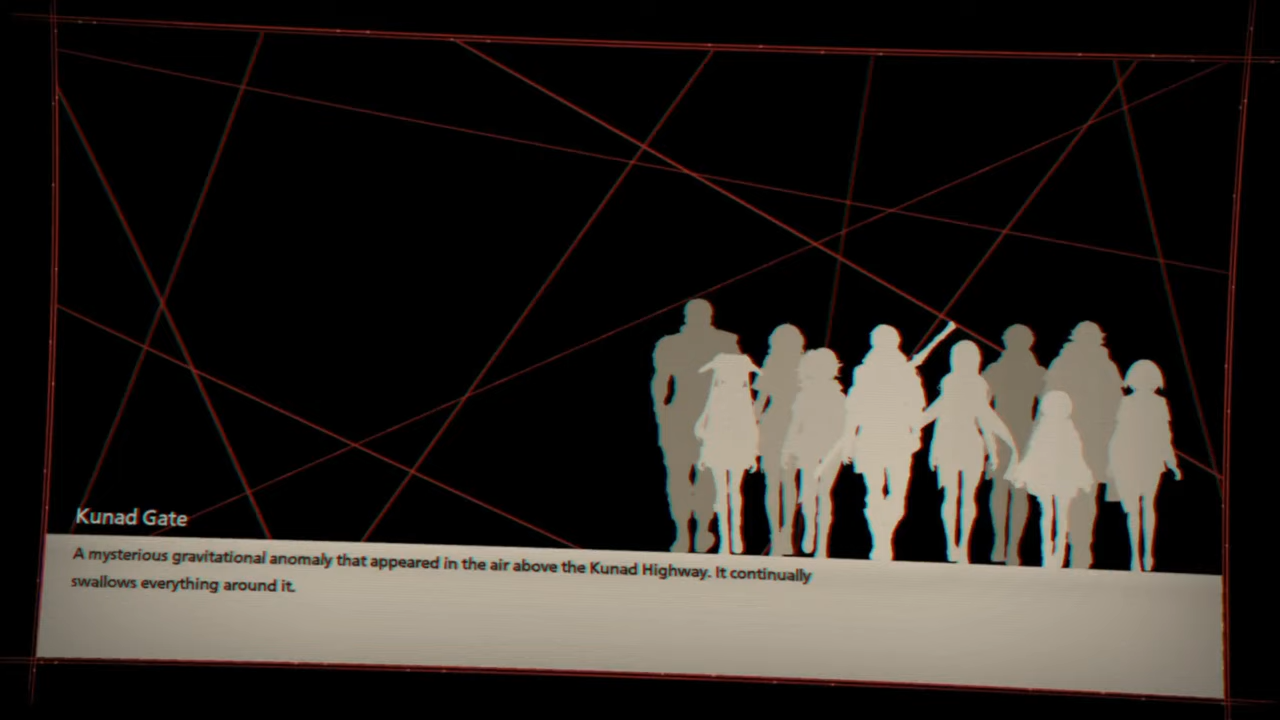 Kunad Gate
A mysterious gravitational anomaly that appeared in the air above the Kunad Highway. It continually
swallows everything around it.